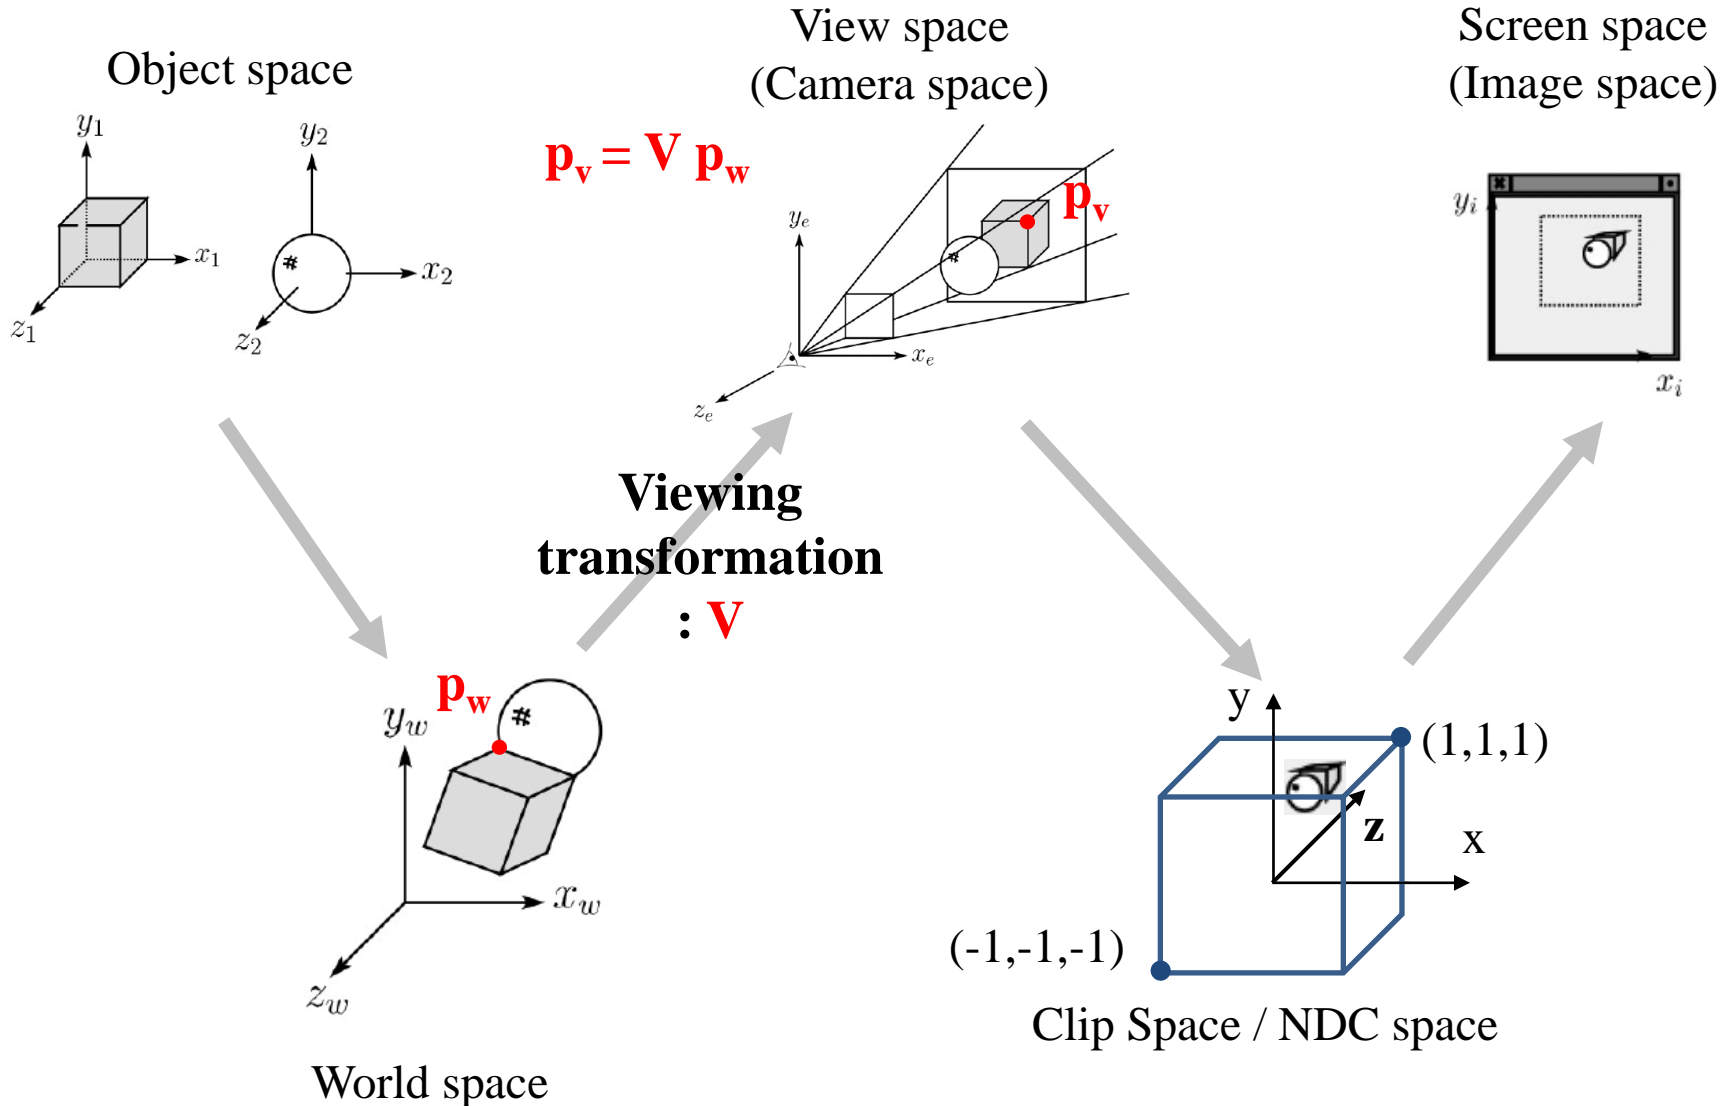 Object space
y1
x1
z1
#
y2
x2
z2
View space
(Camera space)
pv = V pw
pv
ye
#
xe
ze
Screen space
(Image space)
yi
xi
Viewing
transformation
: V
pw
#
yw
xw
zw
World space
y
(1,1,1)
z
x
(-1,-1,-1)
Clip Space / NDC space